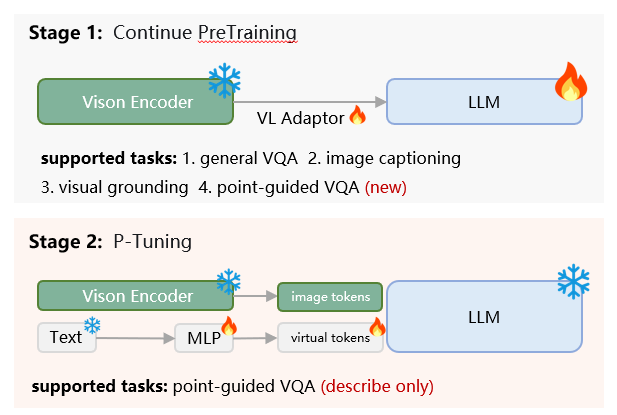 Stage 1: Continue PreTraining
Vison Encoder
LLM
VL Adaptor
supported tasks: 1. general VQA 2. image captioning
3. visual grounding 4. point-guided VQA (new)
Stage 2: P-Tuning
Vison Encoder
image tokens
LLM
Text
MLP
virtual tokens
supported tasks: point-guided VQA (describe only)